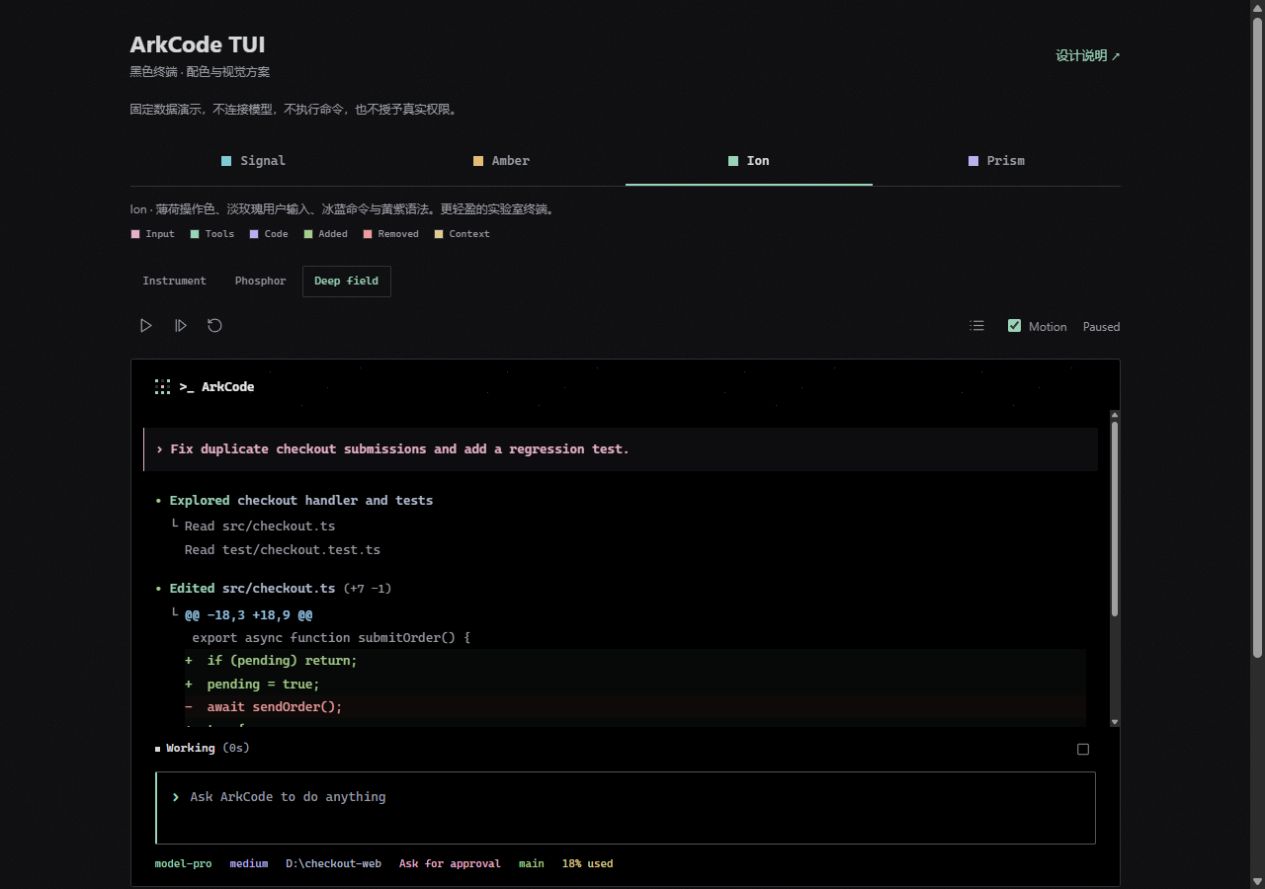 ArkCode TUI
黑色终端 · 配色与视觉方案
设计说明 ↗
固定数据演示，不连接模型，不执行命令，也不授予真实权限。
Signal Amber Ion Prism
Ion · 薄荷操作色、淡玫瑰用户输入、冰蓝命令与黄紫语法。更轻盈的实验室终端。
Input Tools Code Added Removed Context
Instrument Phosphor Deep field
Motion Paused
>_ ArkCode
› Fix duplicate checkout submissions and add a regression test.
• Explored checkout handler and tests
└ Read src/checkout.ts
Read test/checkout.test.ts
• Edited src/checkout.ts (+7 -1)
└ @@ -18,3 +18,9 @@
export async function submitOrder() {
+ if (pending) return;
+ pending = true;
- await sendOrder();
▪ Working (0s)
› Ask ArkCode to do anything
model-pro medium D:\checkout-web Ask for approval main 18% used